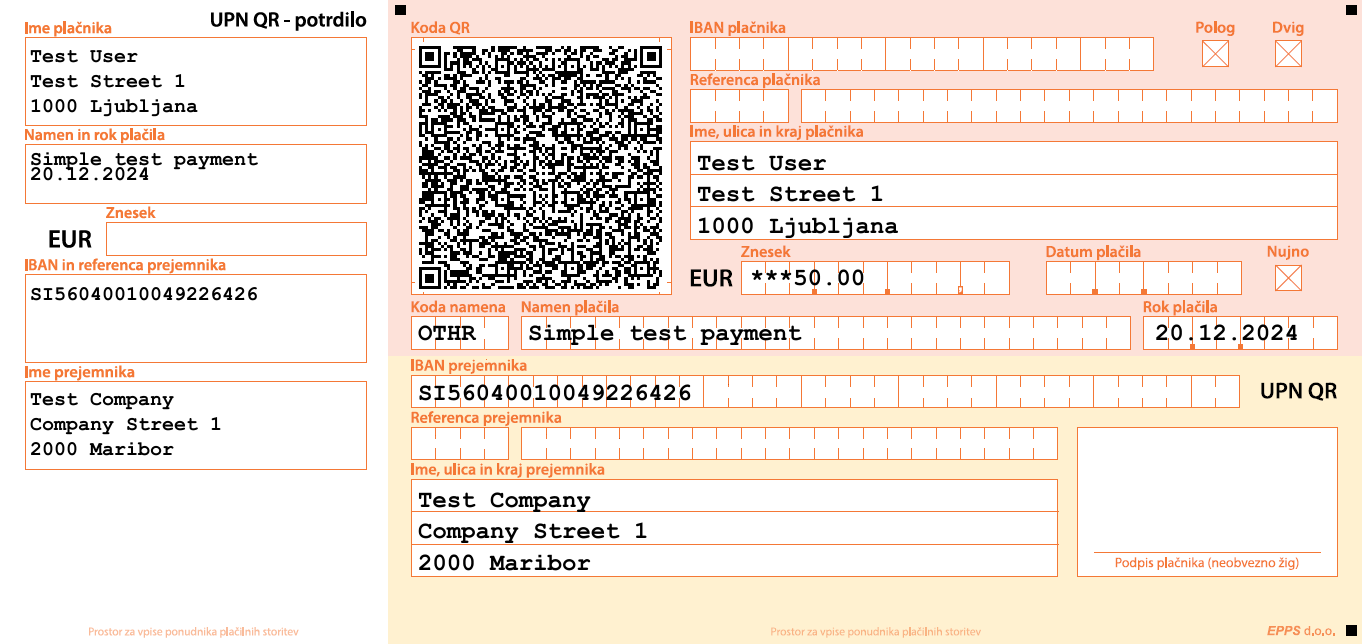 UPN QR - potrdilo
Ime plačnika
Test User
Test Street 1
1000 Ljubljana
Namen in rok plačila
Simple test payment
20.12.2024
Znesek
EUR
IBAN in referenca prejemnika
SI56040010049226426
Ime prejemnika
Test Company
Company Street 1
2000 Maribor
Prostor za vpise ponudnika plačilnih storitev
Koda QR
IBAN plačnika
Polog
Dvig
Referenca plačnika
Ime, ulica in kraj plačnika
Test User
Test Street 1
1000 Ljubljana
Znesek
Datum plačila
Nujno
EUR ***50.00
Koda namena
Namen plačila
Rok plačila
OTHR
Simple test payment
20.12.2024
IBAN prejemnika
SI56040010049226426
UPN QR
Referenca prejemnika
Ime, ulica in kraj prejemnika
Test Company
Company Street 1
2000 Maribor
Podpis plačnika (neobvezno žig)
Prostor za vpise ponudnika plačilnih storitev
EPPS d.o.o.